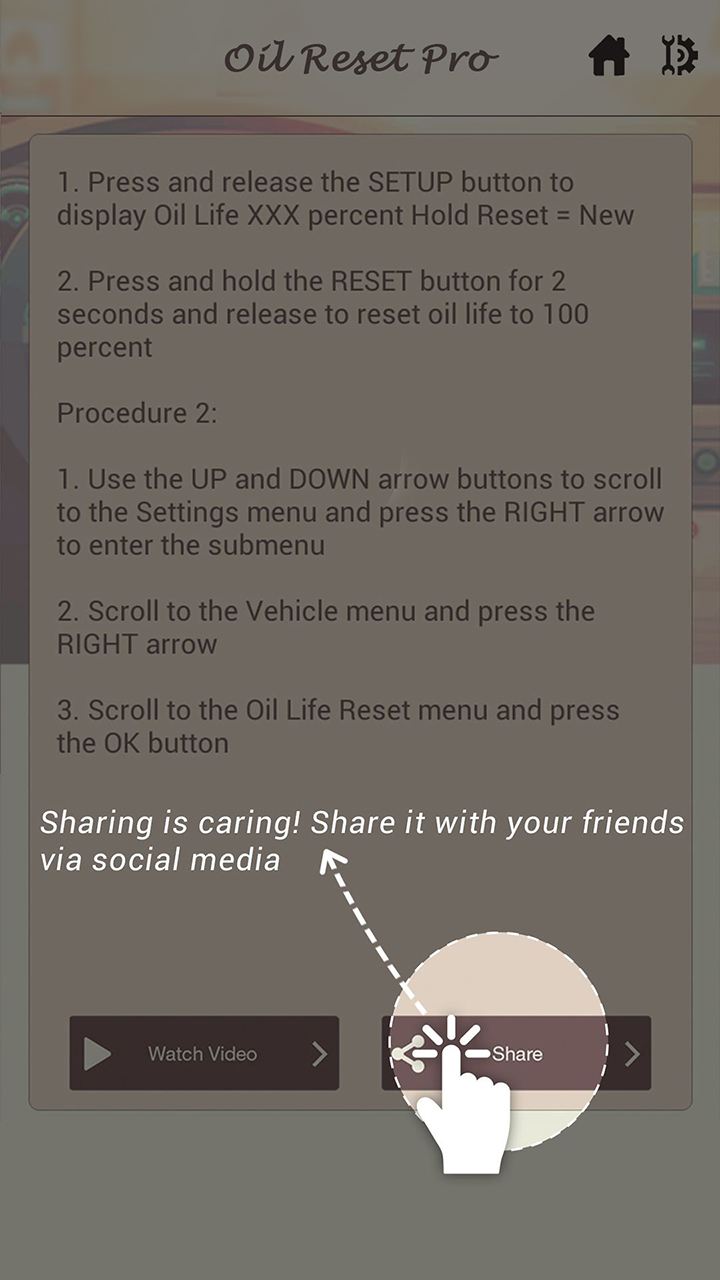 Oil Reset Pro
1. Press and release the SETUP button to
display Oil Life XXX percent Hold Reset = New
2. Press and hold the RESET button for 2
seconds and release to reset oil life to 100
percent
Procedure 2:
1. Use the UP and DOWN arrow buttons to scroll
to the Settings menu and press the RIGHT arrow
to enter the submenu
2. Scroll to the Vehicle menu and press the
RIGHT arrow
3. Scroll to the Oil Life Reset menu and press
the OK button
Sharing is caring! Share it with your friends
via social media
Watch Video
Share